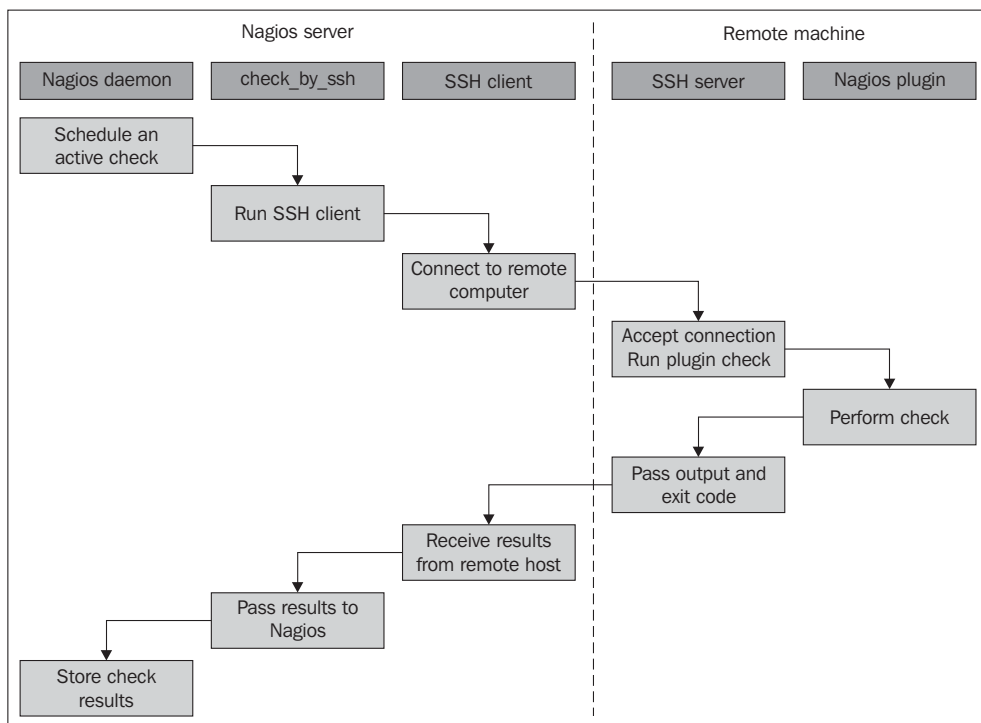 Nagios server
Remote machine
Nagios daemon
check_by_ssh
SSH client
SSH server
Nagios plugin
Schedule an
active check
Run SSH client
Connect to remote
computer
Accept connection
Run plugin check
Perform check
Pass output and
exit code
Receive results
from remote host
Pass results to
Nagios
Store check
results